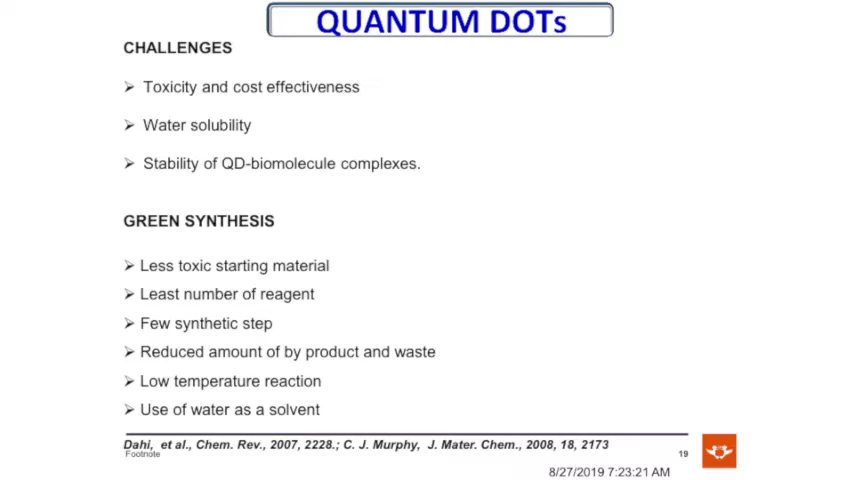 QUANTUM DOTs
CHALLENGES
➢ Toxicity and cost effectiveness
➢ Water solubility
➢ Stability of QD-biomolecule complexes.
GREEN SYNTHESIS
➢ Less toxic starting material
➢ Least number of reagent
➢ Few synthetic step
➢ Reduced amount of by product and waste
➢ Low temperature reaction
➢ Use of water as a solvent
Dahi, et al., Chem. Rev., 2007, 2228.; C. J. Murphy, J. Mater. Chem., 2008, 18, 2173
Footnote 19
8/27/2019 7:23:21 AM